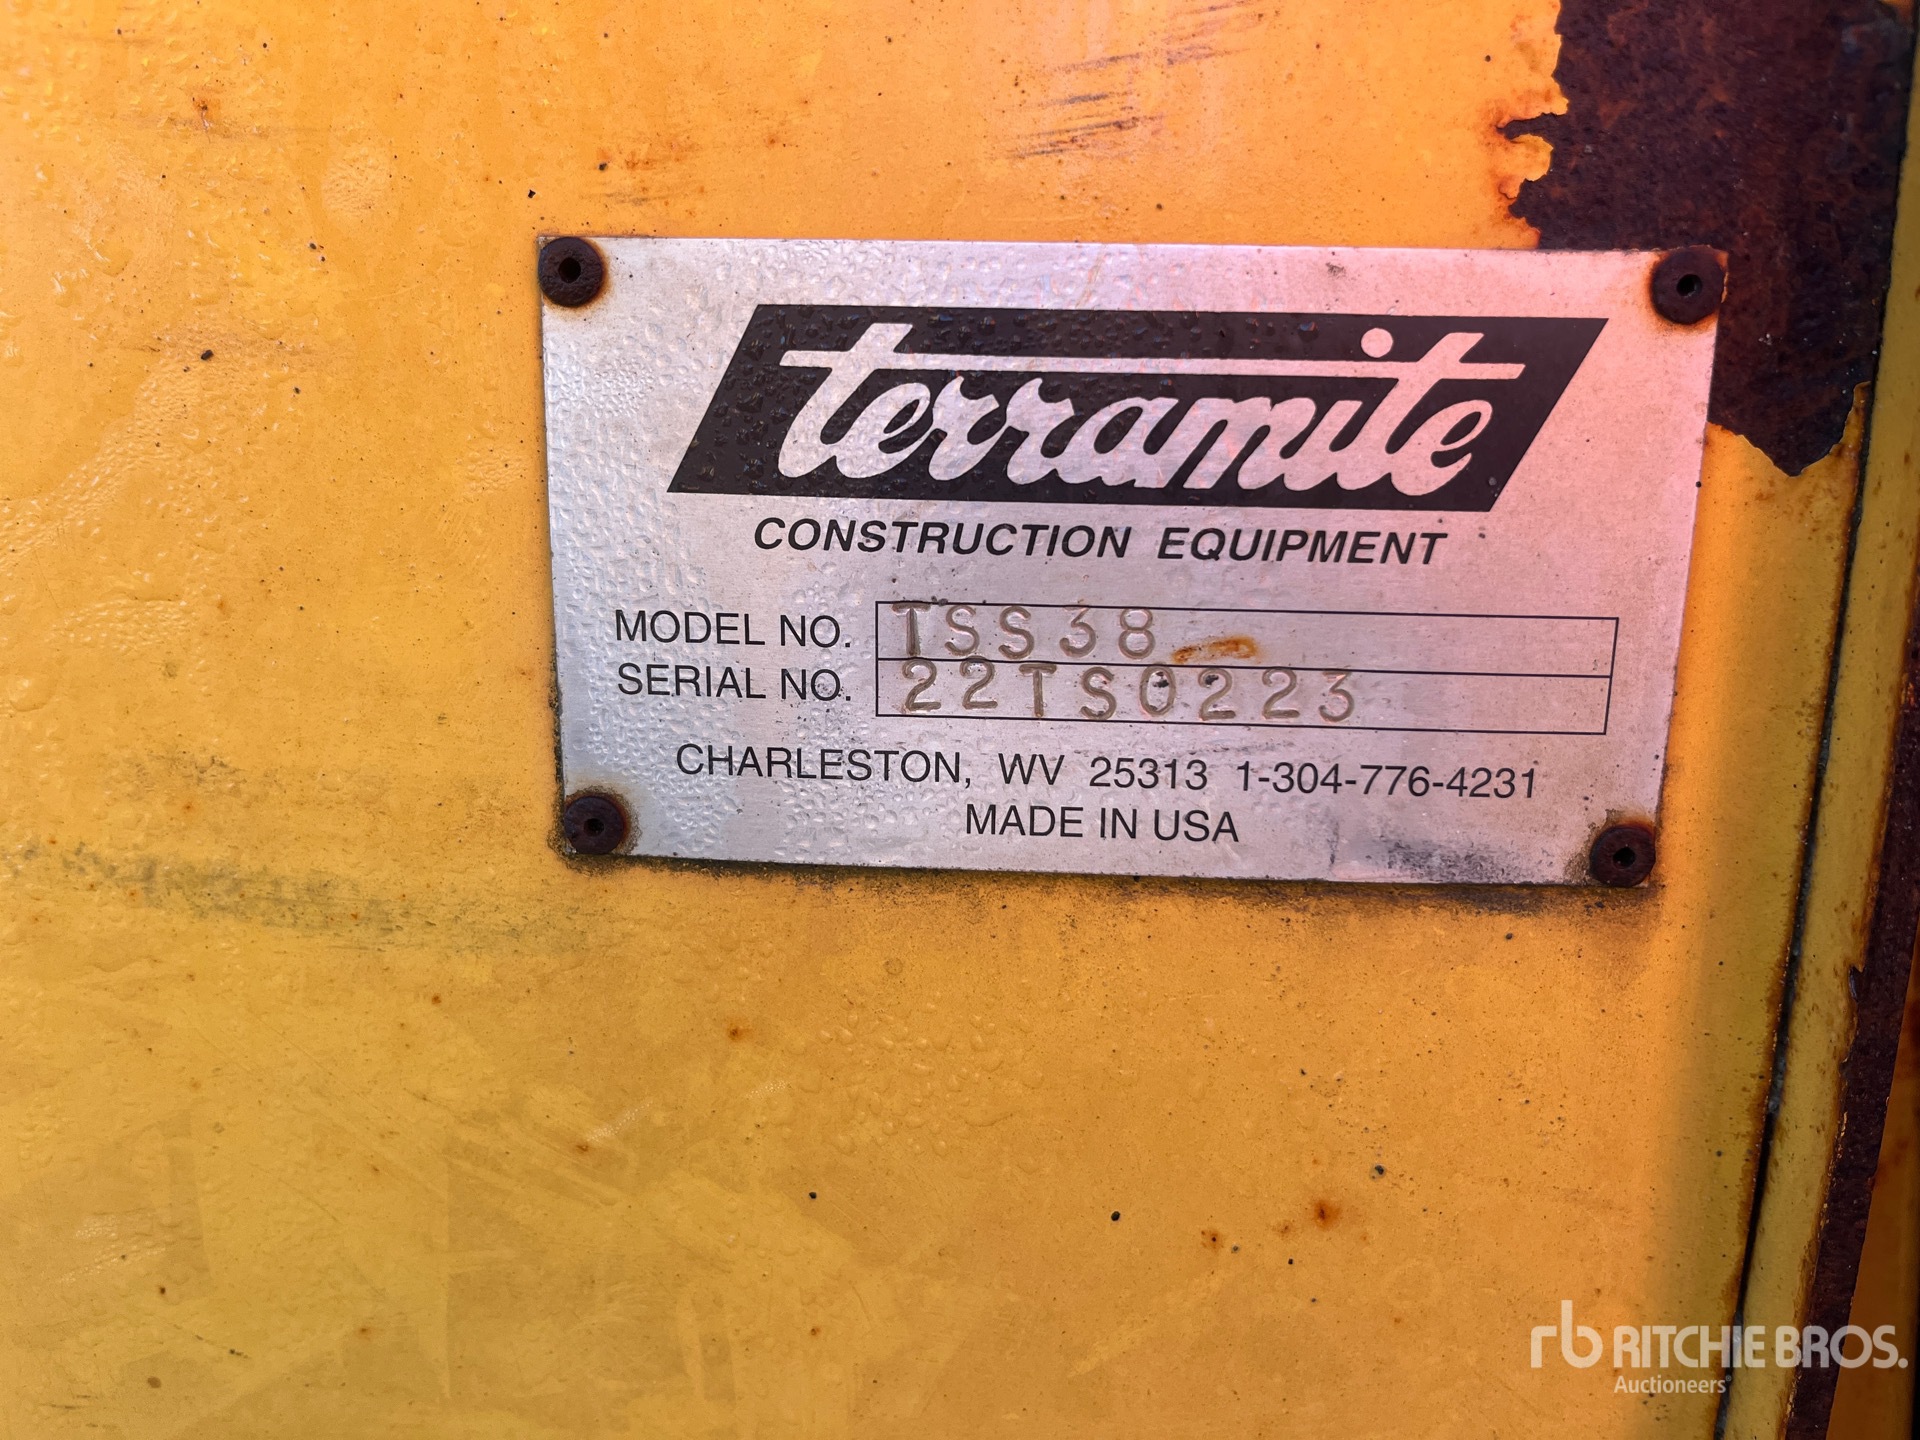 terramite
CONSTRUCTION EQUIPMENT
MODEL NO. TSS38
SERIAL NO. 22TS0223
CHARLESTON, WV 25313 1-304-776-4231
MADE IN USA
rb RITCHIE BROS.
Auctioneers